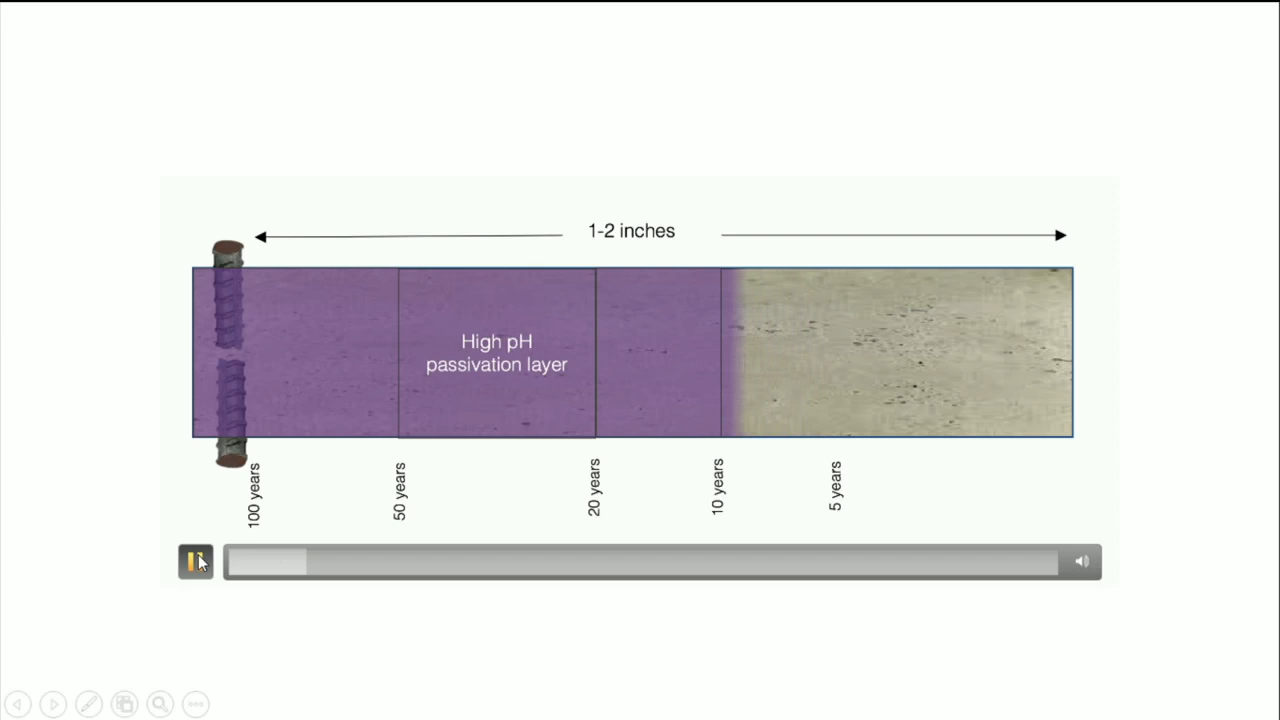 1-2 inches
High pH
passivation layer
100 years
50 years
20 years
10 years
5 years